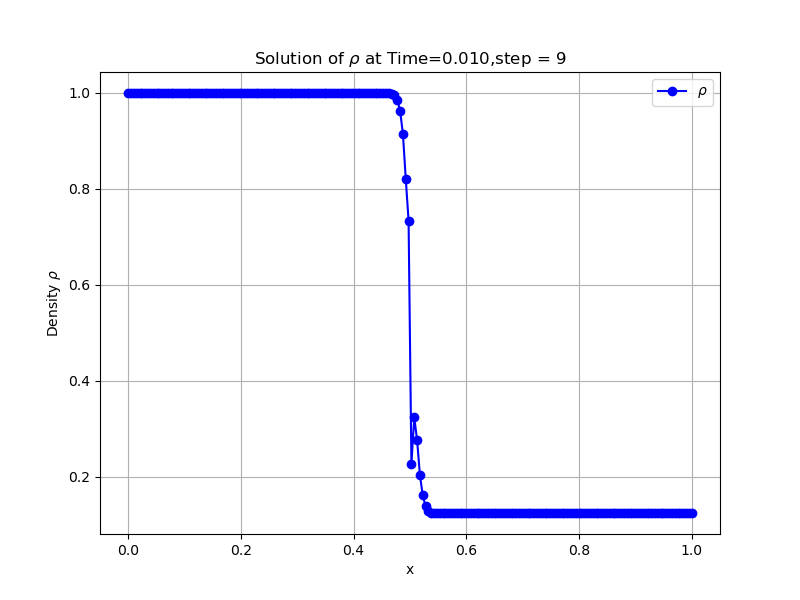 Solution of ρ at Time=0.010,step = 9
ρ
1.0
0.8
0.6
0.4
0.2
Density ρ
0.0 0.2 0.4 0.6 0.8 1.0
x